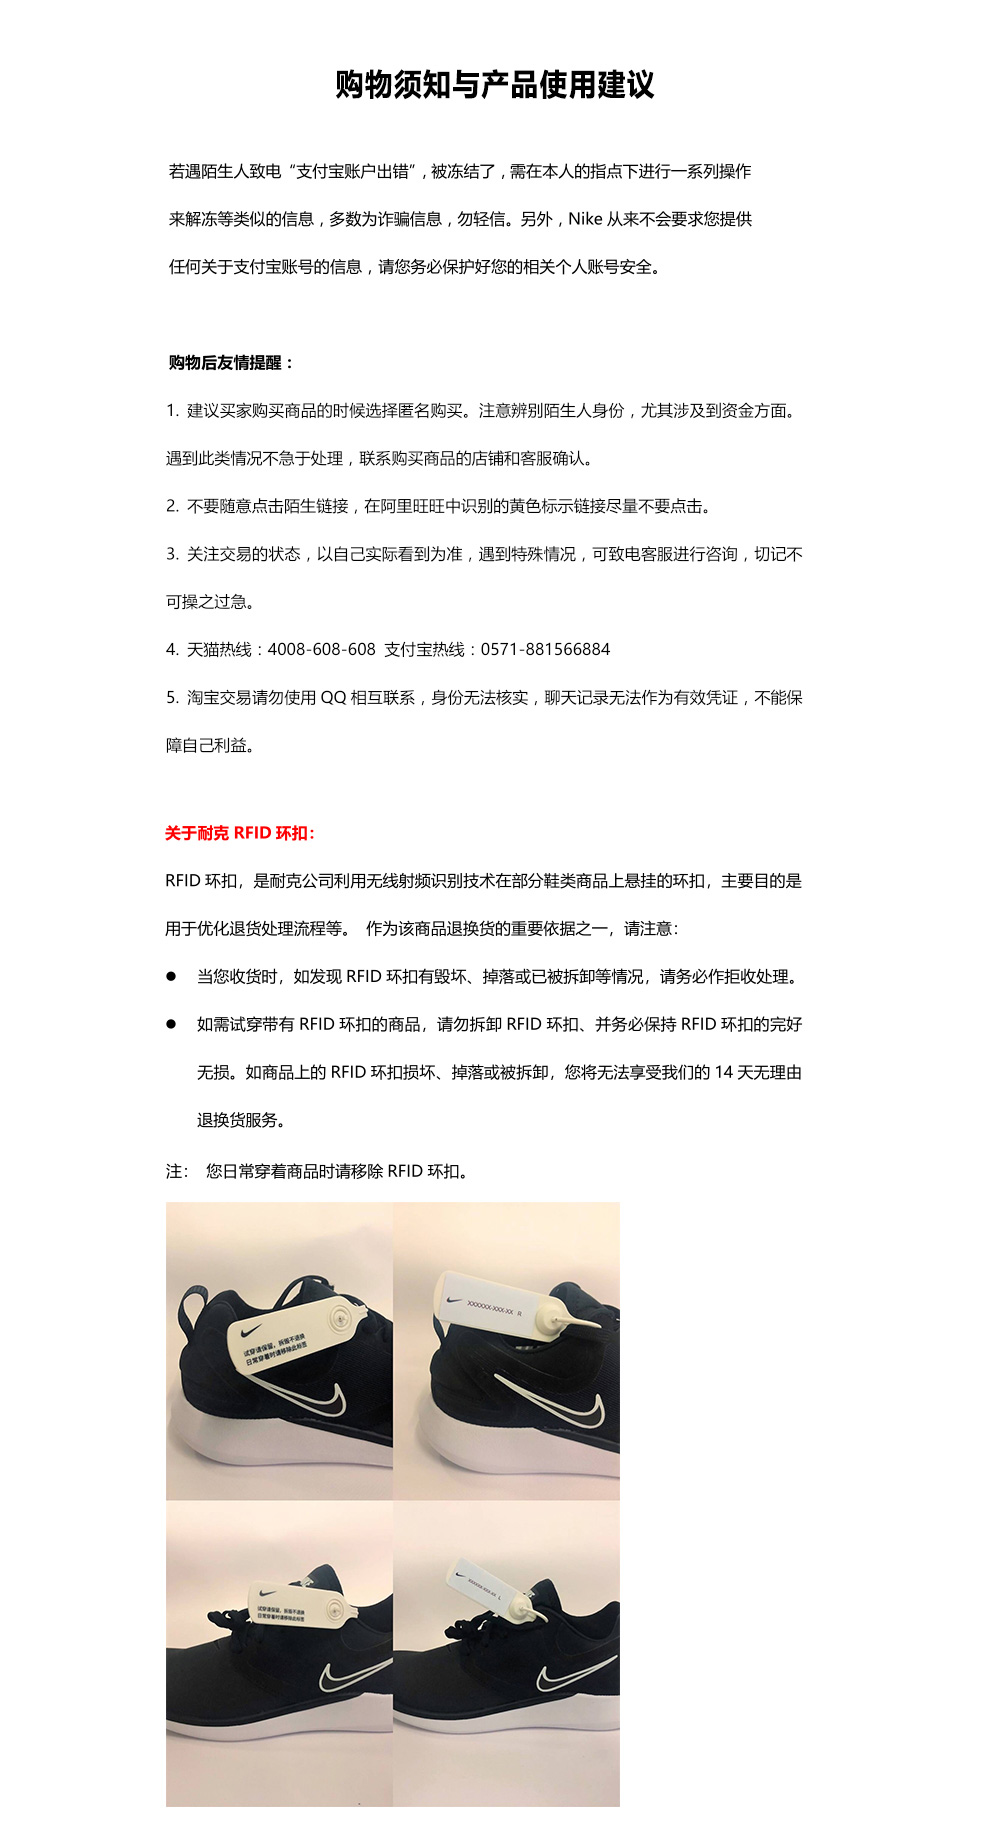 购物须知与产品使用建议
若遇陌生人致电“支付宝账户出错”, 被冻结了，需在本人的指点下进行一系列操作
来解冻等类似的信息，多数为诈骗信息，勿轻信。另外，Nike 从来不会要求您提供
任何关于支付宝账号的信息，请您务必保护好您的相关个人账号安全。
购物后友情提醒：
1. 建议买家购买商品的时候选择匿名购买。注意辨别陌生人身份，尤其涉及到资金方面。
遇到此类情况不急于处理，联系购买商品的店铺和客服确认。
2. 不要随意点击陌生链接，在阿里旺旺中识别的黄色标示链接尽量不要点击。
3. 关注交易的状态，以自己实际看到为准，遇到特殊情况，可致电客服进行咨询，切记不
可操之过急。
4. 天猫热线：4008-608-608 支付宝热线：0571-881566884
5. 淘宝交易请勿使用 QQ 相互联系，身份无法核实，聊天记录无法作为有效凭证，不能保
障自己利益。
关于耐克 RFID 环扣：
RFID 环扣，是耐克公司利用无线射频识别技术在部分鞋类商品上悬挂的环扣，主要目的是
用于优化退货处理流程等。 作为该商品退换货的重要依据之一，请注意：
● 当您收货时，如发现 RFID 环扣有毁坏、掉落或已被拆卸等情况，请务必作拒收处理。
● 如需试穿带有 RFID 环扣的商品，请勿拆卸 RFID 环扣、并务必保持 RFID 环扣的完好
无损。如商品上的 RFID 环扣损坏、掉落或被拆卸，您将无法享受我们的 14 天无理由
退换货服务。
注： 您日常穿着商品时请移除 RFID 环扣。
试穿请保留，拆毁不退换
日常穿着时请移除此标签
XXXXXX-XXX-XX R
试穿请保留，拆毁不退换
日常穿着时请移除此标签
XXXXXX-XXX-XX L